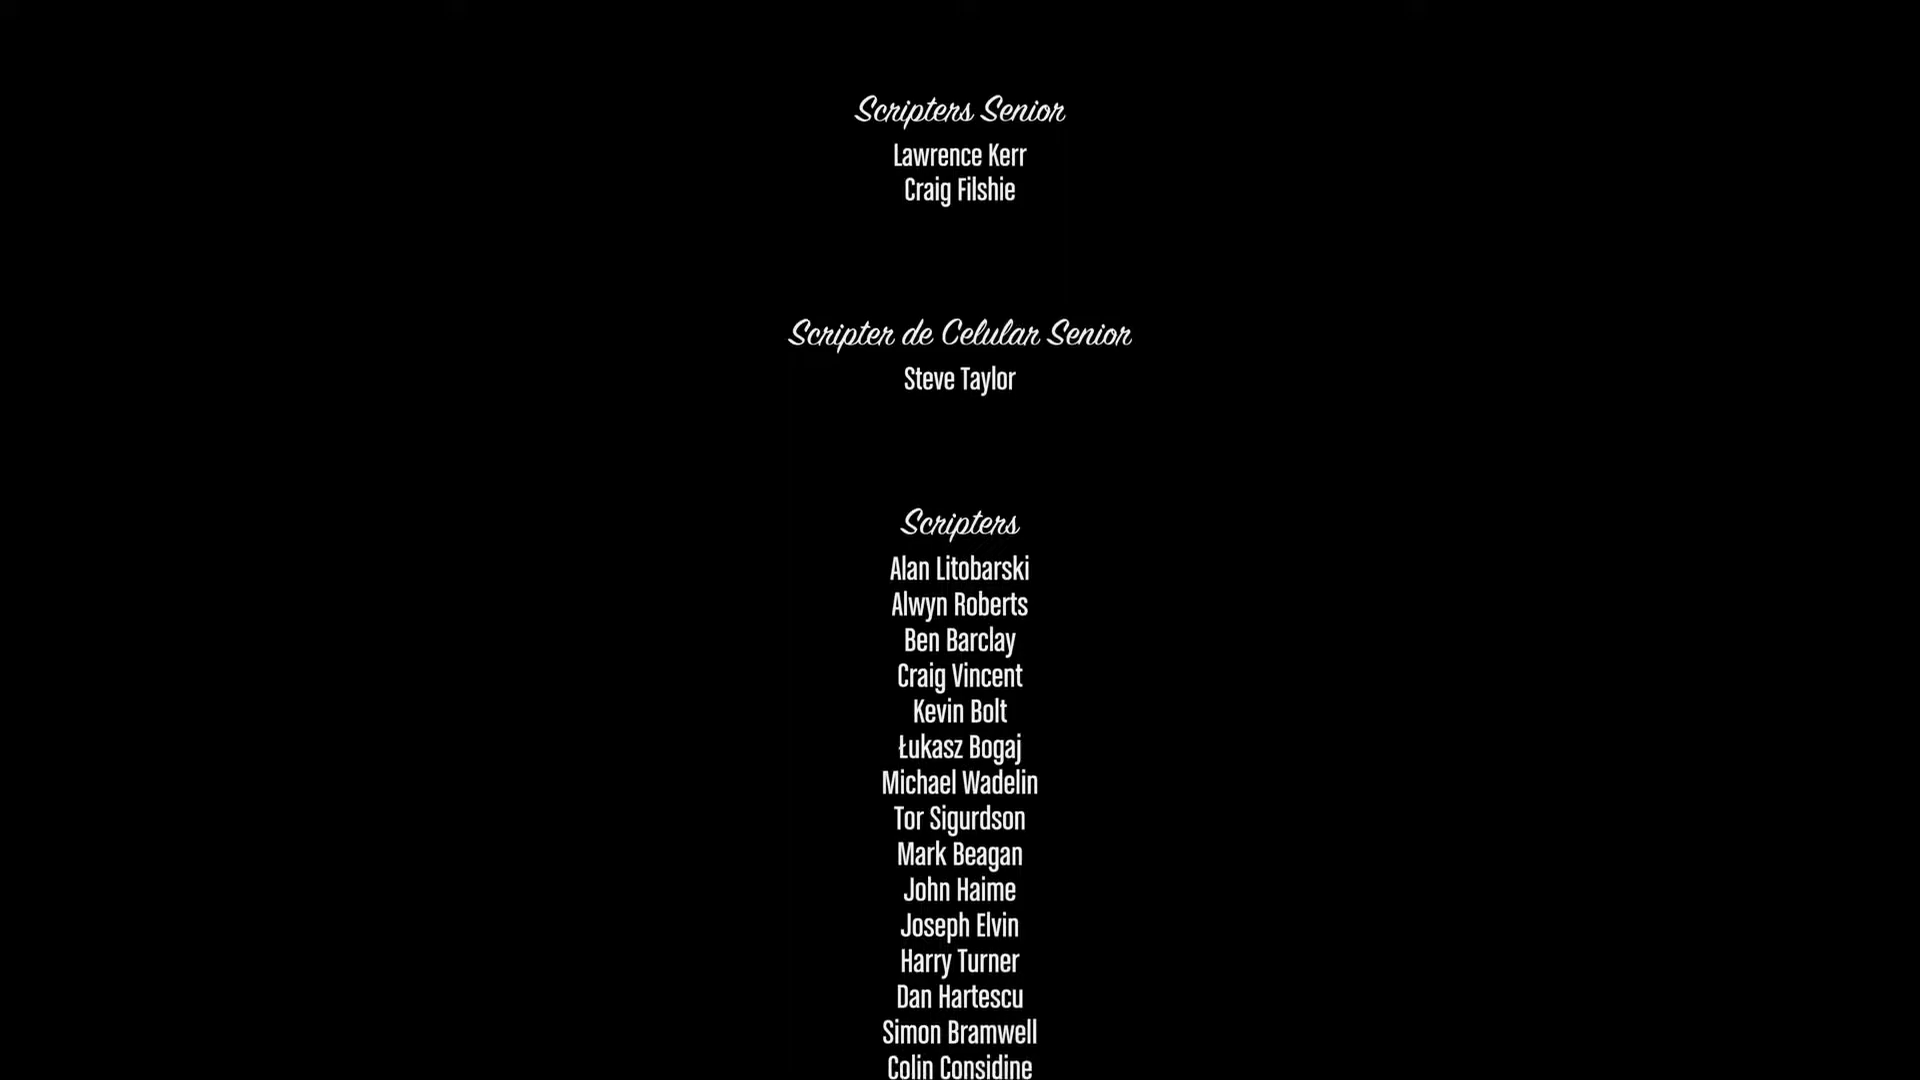 Scripters Senior
Lawrence Kerr
Craig Filshie
Scripter de Celular Senior
Steve Taylor
Scripters
Alan Litobarski
Alwyn Roberts
Ben Barclay
Craig Vincent
Kevin Bolt
Łukasz Bogaj
Michael Wadelin
Tor Sigurdson
Mark Beagan
John Haime
Joseph Elvin
Harry Turner
Dan Hartescu
Simon Bramwell
Colin Considine